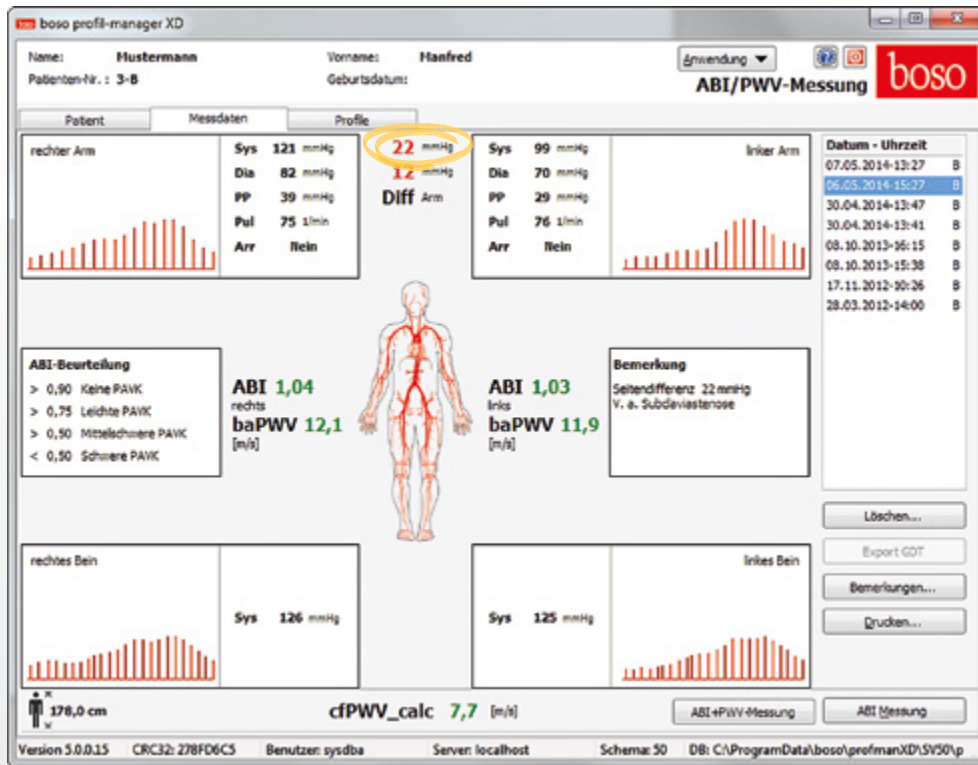 boso profil-manager XD
Name: Mustermann Vorname: Manfred
Patienten-Nr. : 3-B Geburtsdatum:
Anwendung
boso
ABI/PWV-Messung
Patient Messdaten Profile
rechter Arm
Sys 121 mmHg
Dia 82 mmHg
PP 39 mmHg
Pul 75 1/min
Arr Nein
22 mmHg
12 mmHg
Diff Arm
Sys 99 mmHg
Dia 70 mmHg
PP 29 mmHg
Pul 76 1/min
Arr Nein
linker Arm
Datum - Uhrzeit
07.05.2014-13:27 B
06.05.2014-15:27 B
30.04.2014-13:47 B
30.04.2014-13:41 B
08.10.2013-16:15 B
08.10.2013-15:38 B
17.11.2012-10:26 B
28.03.2012-14:00 B
ABI-Beurteilung
> 0,90 Keine PAVK
> 0,75 Leichte PAVK
> 0,50 Mittelschwere PAVK
< 0,50 Schwere PAVK
ABI 1,04
rechts
baPWV 12,1
[m/s]
ABI 1,03
links
baPWV 11,9
[m/s]
Bemerkung
Seitendifferenz 22 mmHg
V. a. Subclaviastenose
Löschen...
Export GDT
Bemerkungen...
Drucken...
rechtes Bein
Sys 126 mmHg
Sys 125 mmHg
linkes Bein
178,0 cm
cfPWV_calc 7,7 [m/s]
ABI+PWV-Messung
ABI Messung
Version 5.0.0.15 CRC32: 278FD6C5 Benutzer: sysdba Server: localhost Schema: 50 DB: C:\ProgramData\boso\profmanXD\SV50\p